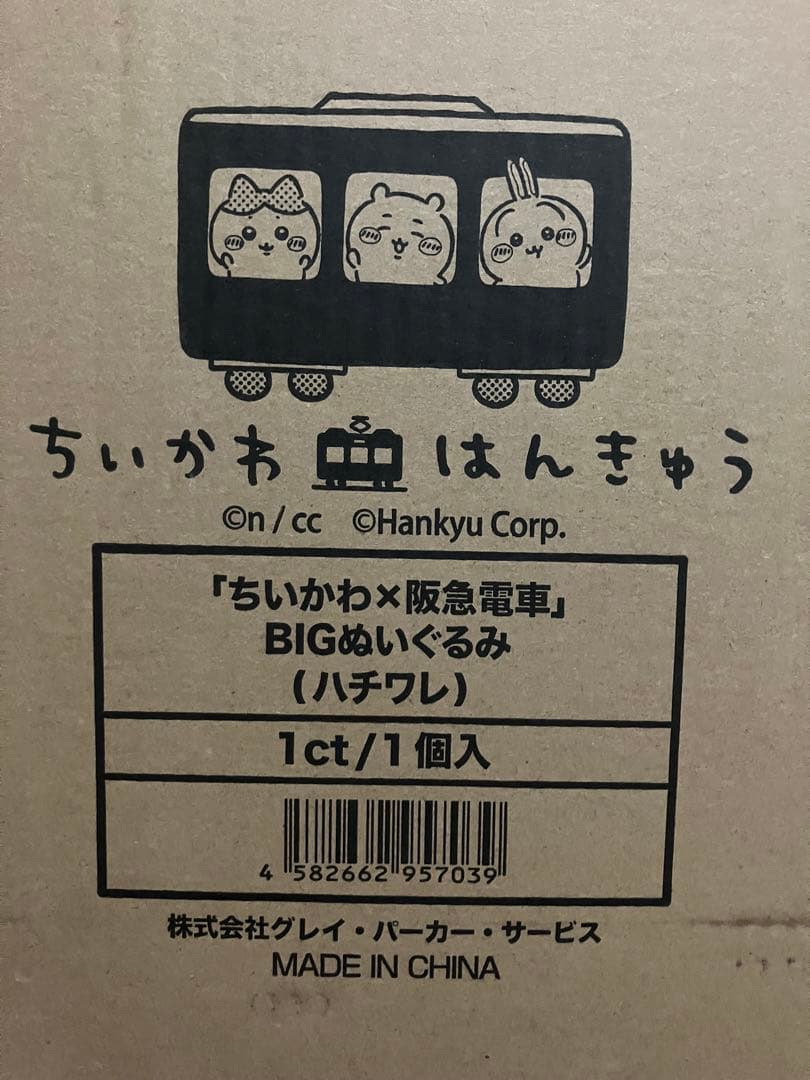 ちいかわ はんきゅう
©n / cc ©Hankyu Corp.
「ちいかわ×阪急電車」
BIGぬいぐるみ
(ハチワレ)
1ct/1個入
4 582662 957039
株式会社グレイ・パーカー・サービス
MADE IN CHINA